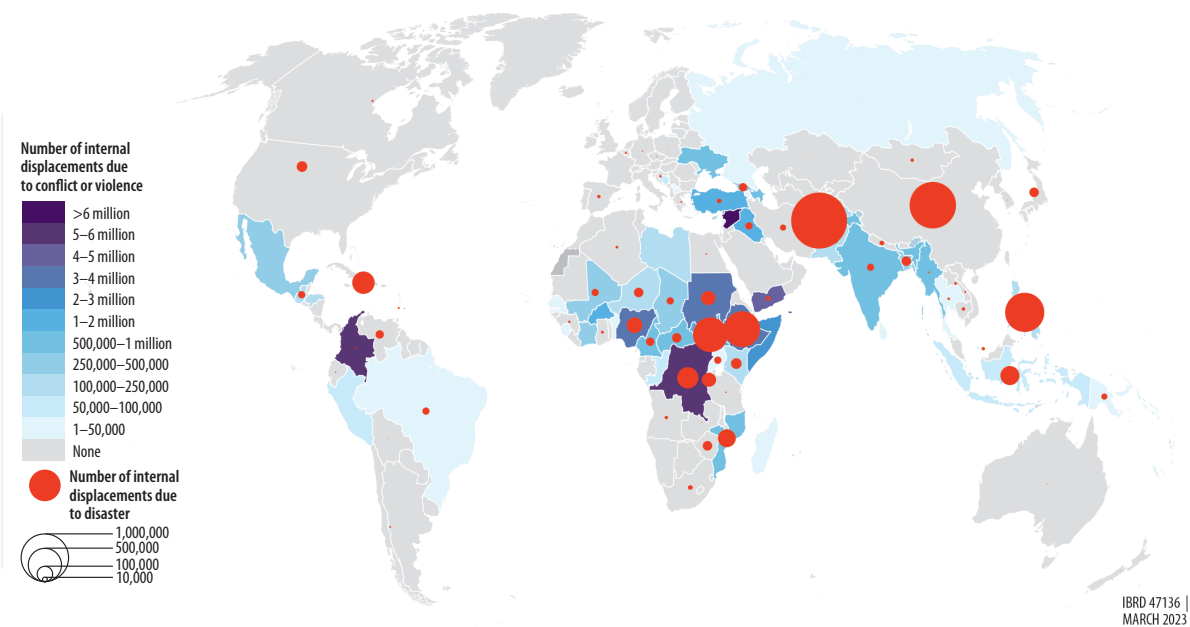 Number of internal
displacements due
to conflict or violence
>6 million
5–6 million
4–5 million
3–4 million
2–3 million
1–2 million
500,000–1 million
250,000–500,000
100,000–250,000
50,000–100,000
1–50,000
None
Number of internal
displacements due
to disaster
1,000,000
500,000
100,000
10,000
IBRD 47136 |
MARCH 2023